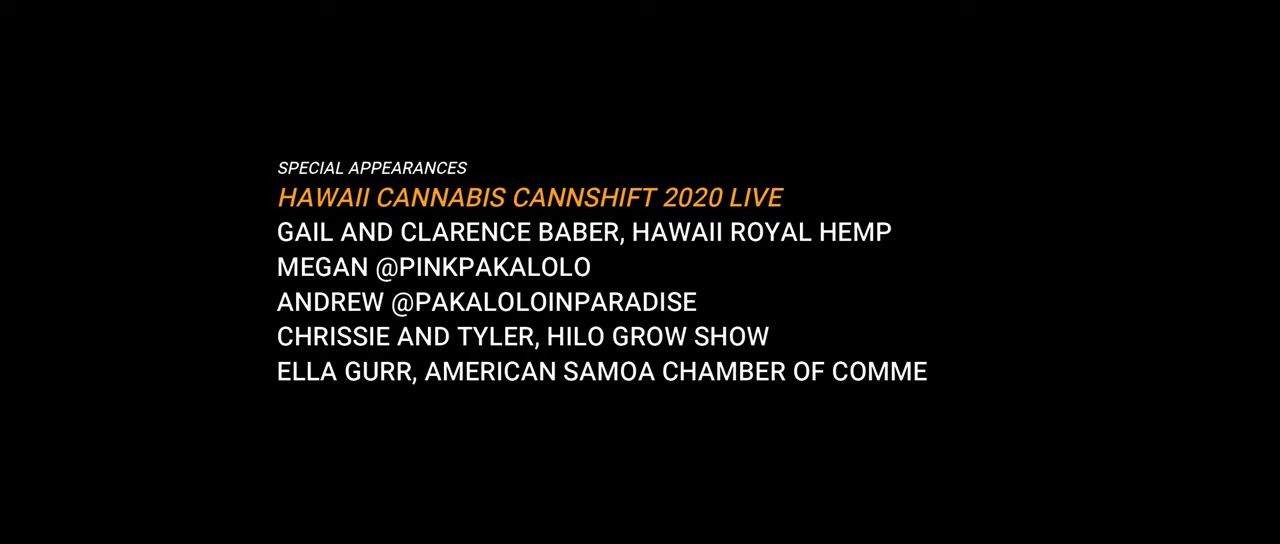 SPECIAL APPEARANCES
HAWAII CANNABIS CANNSHIFT 2020 LIVE
GAIL AND CLARENCE BABER, HAWAII ROYAL HEMP
MEGAN @PINKPAKALOLO
ANDREW @PAKALOLOINPARADISE
CHRISSIE AND TYLER, HILO GROW SHOW
ELLA GURR, AMERICAN SAMOA CHAMBER OF COMME